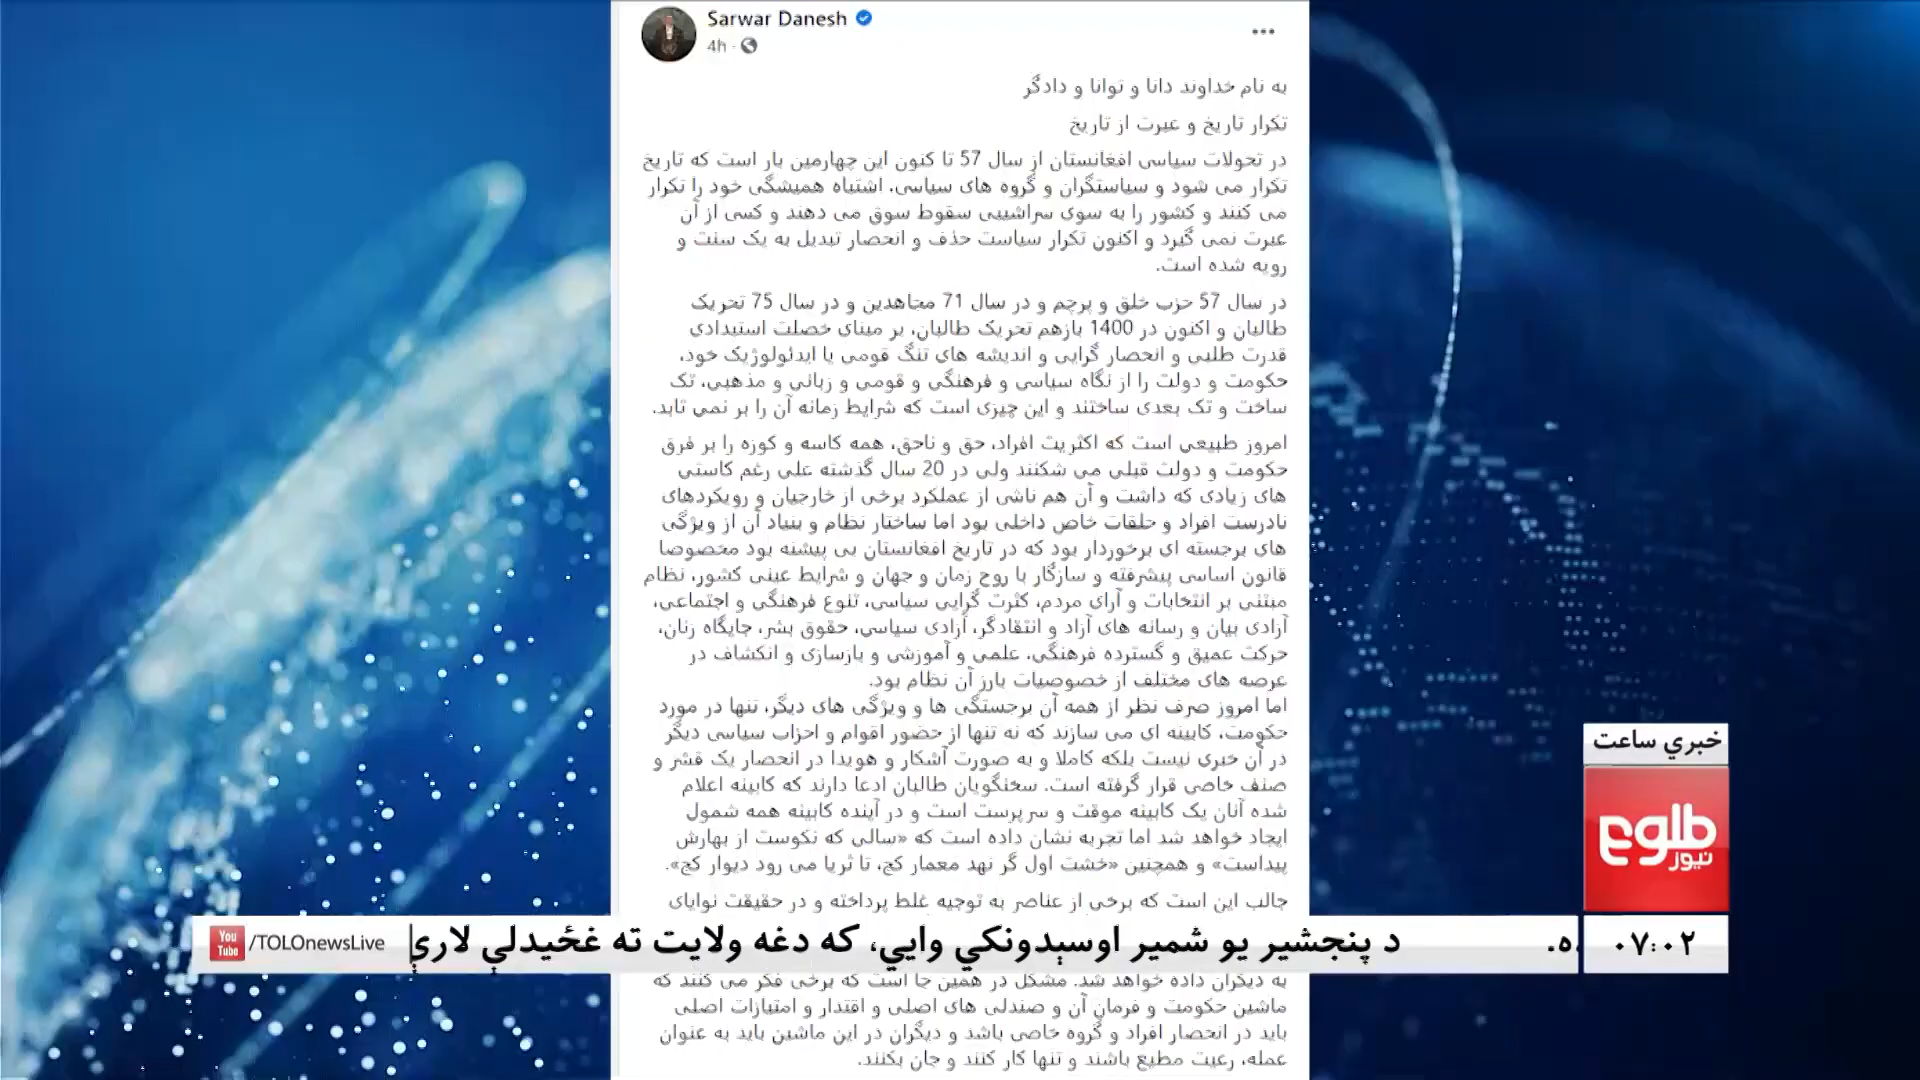 Sarwar Danesh
4h
به نام خداوند دانا و توانا و دادگر
تکرار تاریخ و عبرت از تاریخ
در تحولات سیاسی افغانستان از سال 57 تا کنون این چهارمین بار است که تاریخ
تکرار می شود و سیاستگران و گروه های سیاسی، اشتباه همیشگی خود را تکرار
می کنند و کشور را به سوی سراشیبی سقوط سوق می دهند و کسی از آن
عبرت نمی گیرد و اکنون تکرار سیاست حذف و انحصار تبدیل به یک سنت و
رویه شده است.
در سال 57 حزب خلق و پرچم و در سال 71 مجاهدین و در سال 75 تحریک
طالبان و اکنون در 1400 بازهم تحریک طالبان، بر مبنای خصلت استبدادی
قدرت طلبی و انحصار گرایی و اندیشه های تنگ قومی یا ایدئولوژیک خود،
حکومت و دولت را از نگاه سیاسی و فرهنگی و قومی و زبانی و مذهبی، تک
ساخت و تک بعدی ساختند و این چیزی است که شرایط زمانه آن را بر نمی تابد.
امروز طبیعی است که اکثریت افراد، حق و ناحق، همه کاسه و کوزه را بر فرق
حکومت و دولت قبلی می شکنند ولی در 20 سال گذشته علی رغم کاستی
های زیادی که داشت و آن هم ناشی از عملکرد برخی از خارجیان و رویکردهای
نادرست افراد و حلقات خاص داخلی بود اما ساختار نظام و بنیاد آن از ویژگی
های برجسته ای برخوردار بود که در تاریخ افغانستان بی پیشنه بود مخصوصا
قانون اساسی پیشرفته و سازگار با روح زمان و جهان و شرایط عینی کشور، نظام
مبتنی بر انتخابات و آرای مردم، کثرت گرایی سیاسی، تنوع فرهنگی و اجتماعی،
آزادی بیان و رسانه های آزاد و انتقادگر، آزادی سیاسی، حقوق بشر، جایگاه زنان،
حرکت عمیق و گسترده فرهنگی، علمی و آموزشی و بازسازی و انکشاف در
عرصه های مختلف از خصوصیات بارز آن نظام بود.
اما امروز صرف نظر از همه آن برجستگی ها و ویژگی های دیگر، تنها در مورد
حکومت، کابینه ای می سازند که نه تنها از حضور اقوام و احزاب سیاسی دیگر
در آن خبری نیست بلکه کاملا و به صورت آشکار و هویدا در انحصار یک قشر و
صنف خاصی قرار گرفته است. سخنگویان طالبان ادعا دارند که کابینه اعلام
شده آنان یک کابینه موقت و سرپرست است و در آینده کابینه همه شمول
ایجاد خواهد شد اما تجربه نشان داده است که «سالی که نکوست از بهارش
پیداست» و همچنین «خشت اول گر نهد معمار کج، تا ثریا می رود دیوار کج».
جالب این است که برخی از عناصر به توجیه غلط پرداخته و در حقیقت نوایای
به دیگران داده خواهد شد. مشکل در همین جا است که برخی فکر می کنند که
ماشین حکومت و فرمان آن و صندلی های اصلی و اقتدار و امتیازات اصلی
باید در انحصار افراد و گروه خاصی باشد و دیگران در این ماشین باید به عنوان
عمله، رعیت مطیع باشند و تنها کار کنند و جان بکنند.
خبري ساعت
طلوع
نیوز
۰۷:۰۲
ه.
د پنجشیر یو شمیر اوسېدونکي وايي، که دغه ولایت ته غځېدلې لارې
You Tube /TOLOnewsLive